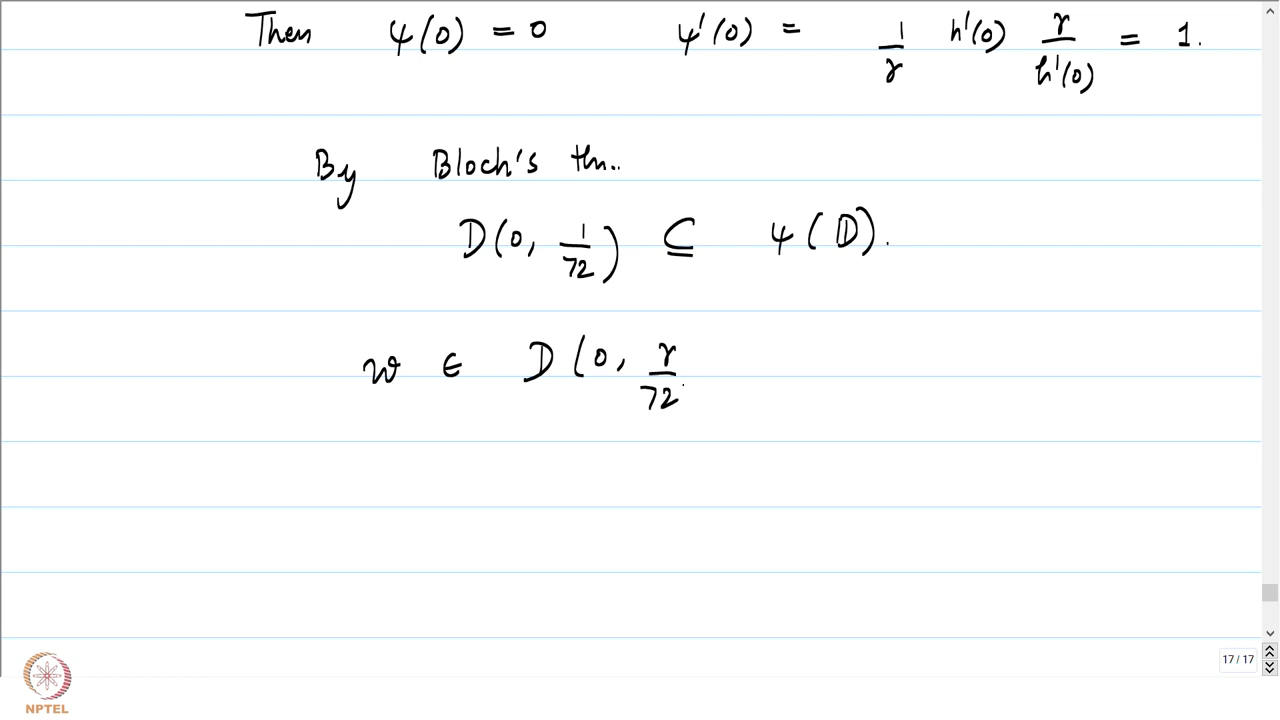 Then ψ(0) = 0 ψ'(0) = 1/r h'(0) r/h'(0) = 1.
By Bloch's thm..
D(0, 1/72) ⊆ ψ(𝔻).
w ∈ D(0, r/72
17 / 17
NPTEL